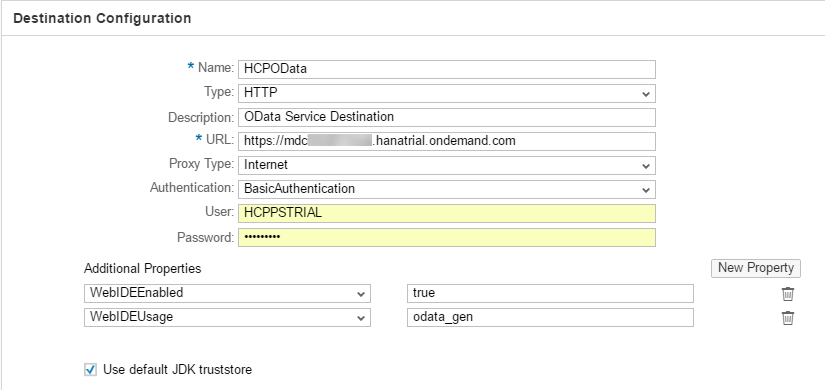 Destination Configuration
* Name: HCPOData
Type: HTTP
Description: OData Service Destination
* URL: https://mdc .hanatrial.ondemand.com
Proxy Type: Internet
Authentication: BasicAuthentication
User: HCPPSTRIAL
Password: •••••••••
Additional Properties New Property
WebIDEEnabled true
WebIDEUsage odata_gen
Use default JDK truststore